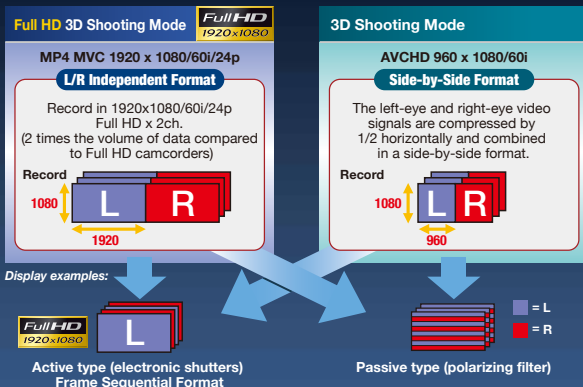 Full HD 3D Shooting Mode
Full HD
1920x1080
MP4 MVC 1920 x 1080/60i/24p
L/R Independent Format
Record in 1920x1080/60i/24p
Full HD x 2ch.
(2 times the volume of data compared
to Full HD camcorders)
Record
1080
L
R
1920
3D Shooting Mode
AVCHD 960 x 1080/60i
Side-by-Side Format
The left-eye and right-eye video
signals are compressed by
1/2 horizontally and combined
in a side-by-side format.
Record
1080
L
R
960
Display examples:
Full HD
1920x1080
L
Active type (electronic shutters)
Frame Sequential Format
= L
= R
Passive type (polarizing filter)